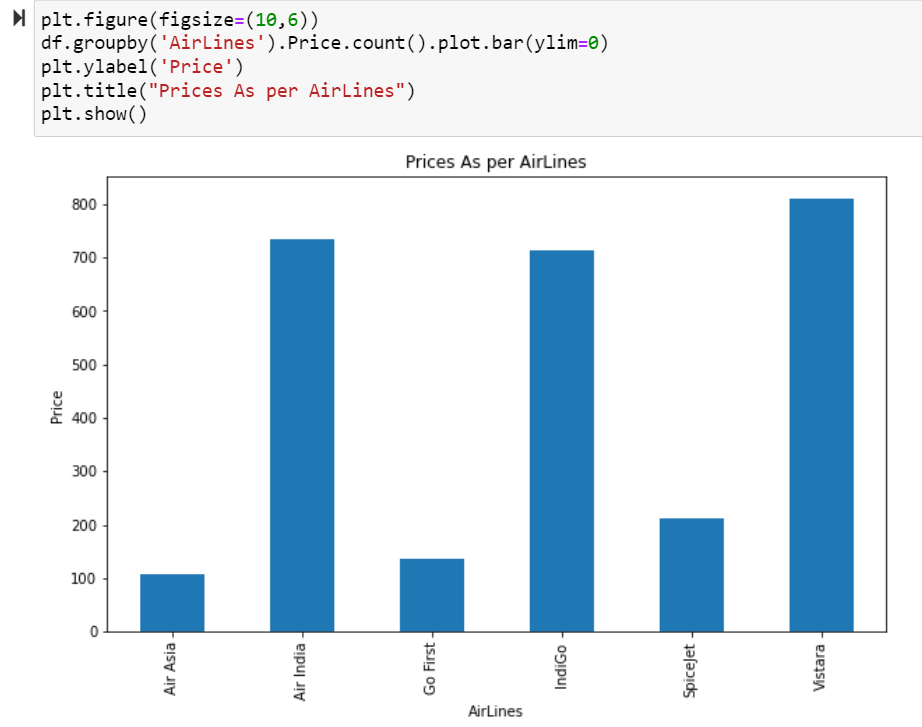 plt.figure(figsize=(10,6))
df.groupby('AirLines').Price.count().plot.bar(ylim=0)
plt.ylabel('Price')
plt.title("Prices As per AirLines")
plt.show()
Prices As per AirLines
800
700
600
500
400
300
200
100
0
Price
Air Asia
Air India
Go First
IndiGo
SpiceJet
Vistara
AirLines